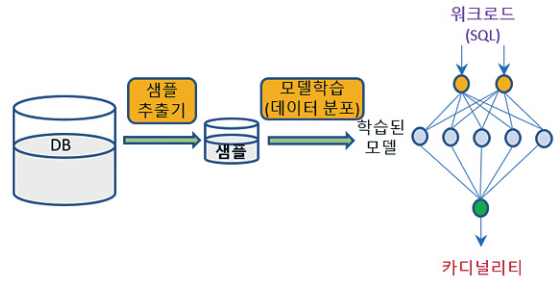 워크로드
(SQL)
샘플
추출기
모델학습
(데이터 분포)
DB
샘플
학습된
모델
카디널리티